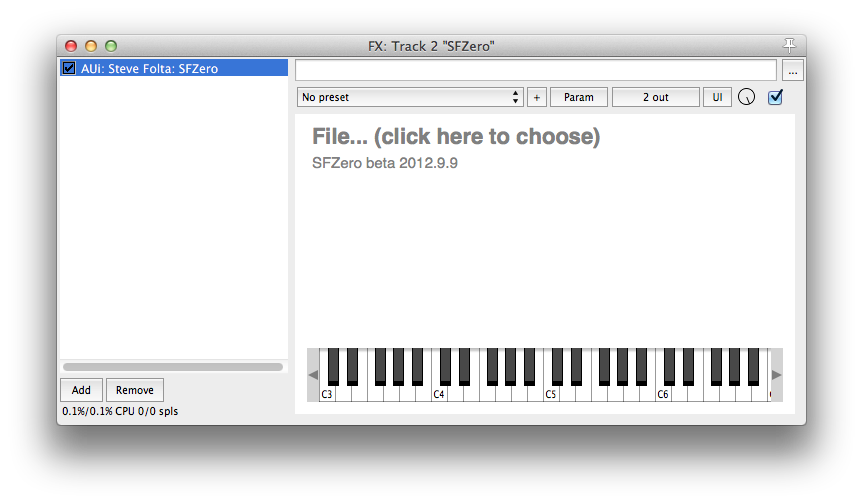 FX: Track 2 "SFZero"
AUi: Steve Folta: SFZero
...
No preset
+
Param
2 out
UI
File... (click here to choose)
SFZero beta 2012.9.9
C3
C4
C5
C6
Add
Remove
0.1%/0.1% CPU 0/0 spls